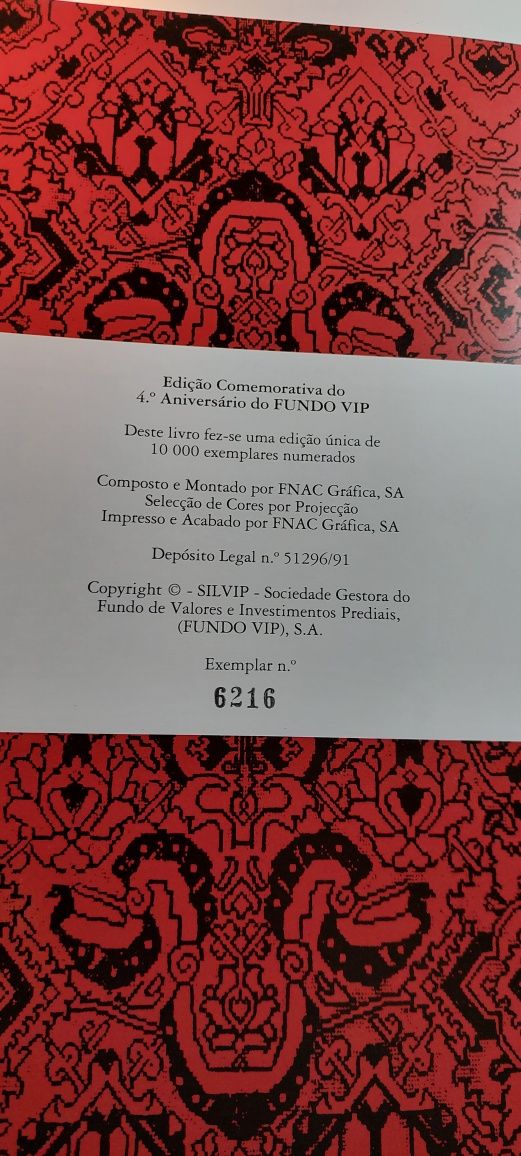 Edição Comemorativa do
4.º Aniversário do FUNDO VIP
Deste livro fez-se uma edição única de
10 000 exemplares numerados
Composto e Montado por FNAC Gráfica, SA
Selecção de Cores por Projecção
Impresso e Acabado por FNAC Gráfica, SA
Depósito Legal n.º 51296/91
Copyright © - SILVIP - Sociedade Gestora do
Fundo de Valores e Investimentos Prediais,
(FUNDO VIP), S.A.
Exemplar n.º
6216